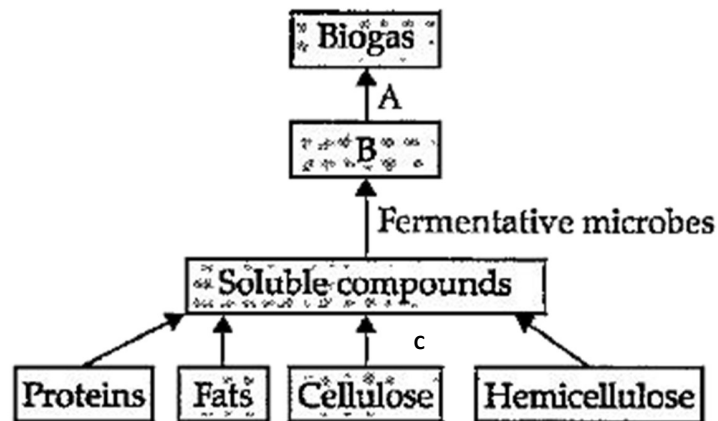 Biogas
A
B
Fermentative microbes
Soluble compounds
c
Proteins Fats Cellulose Hemicellulose